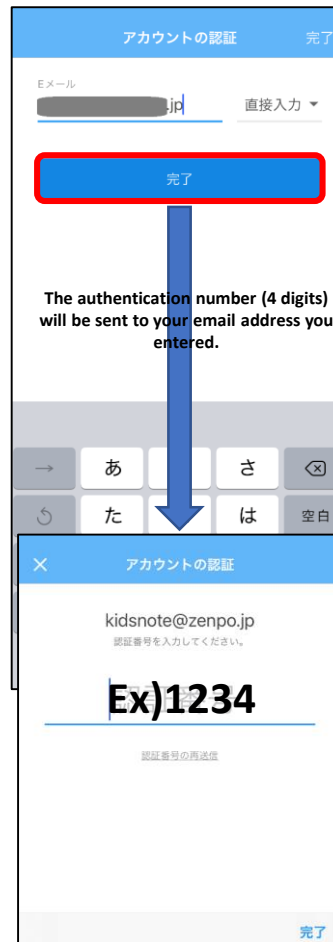 アカウントの認証 完了
Eメール
.jp 直接入力
完了
The authentication number (4 digits)
will be sent to your email address you
entered.
→ あ さ
た は 空白
アカウントの認証
kidsnote@zenpo.jp
認証番号を入力してください。
Ex)1234
認証番号の再送信
完了